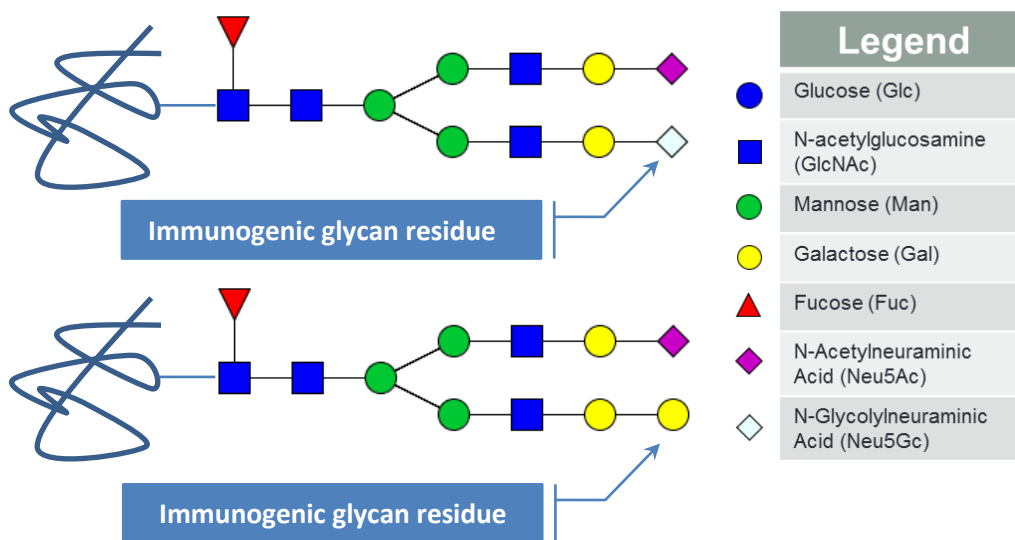 Immunogenic glycan residue
Immunogenic glycan residue
Legend
Glucose (Glc)
N-acetylglucosamine
(GlcNAc)
Mannose (Man)
Galactose (Gal)
Fucose (Fuc)
N-Acetylneuraminic
Acid (Neu5Ac)
N-Glycolylneuraminic
Acid (Neu5Gc)